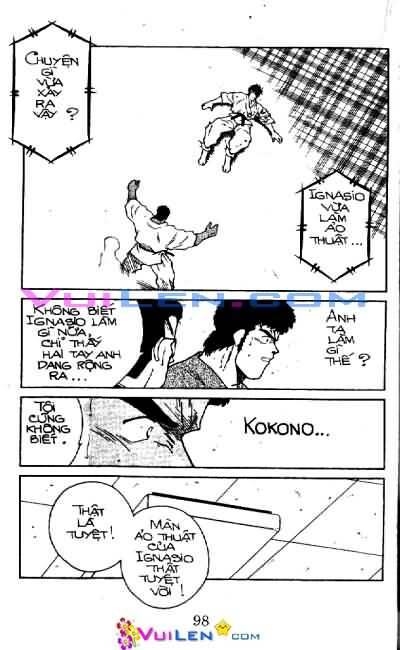 CHUYỆN
GÌ
VỪA
XẢY
RA
VẬY ?
IGNASIO
VỪA
LÀM
ẢO
THUẬT...
VUILEN.COM
KHÔNG BIẾT
IGNASIO LÀM
GÌ NỮA
CHỈ THẤY
HAI TAY ANH
DANG RỘNG
RA ...
ANH
TA
LÀM
GÌ
THẾ ?
TÔI
CŨNG
KHÔNG
BIẾT.
KOKONO...
THẬT
LÀ
TUYỆT!
MÀN
ẢO THUẬT
CỦA
IGNASIO
THẬT
TUYỆT
VỜI !
98
VUILEN.COM